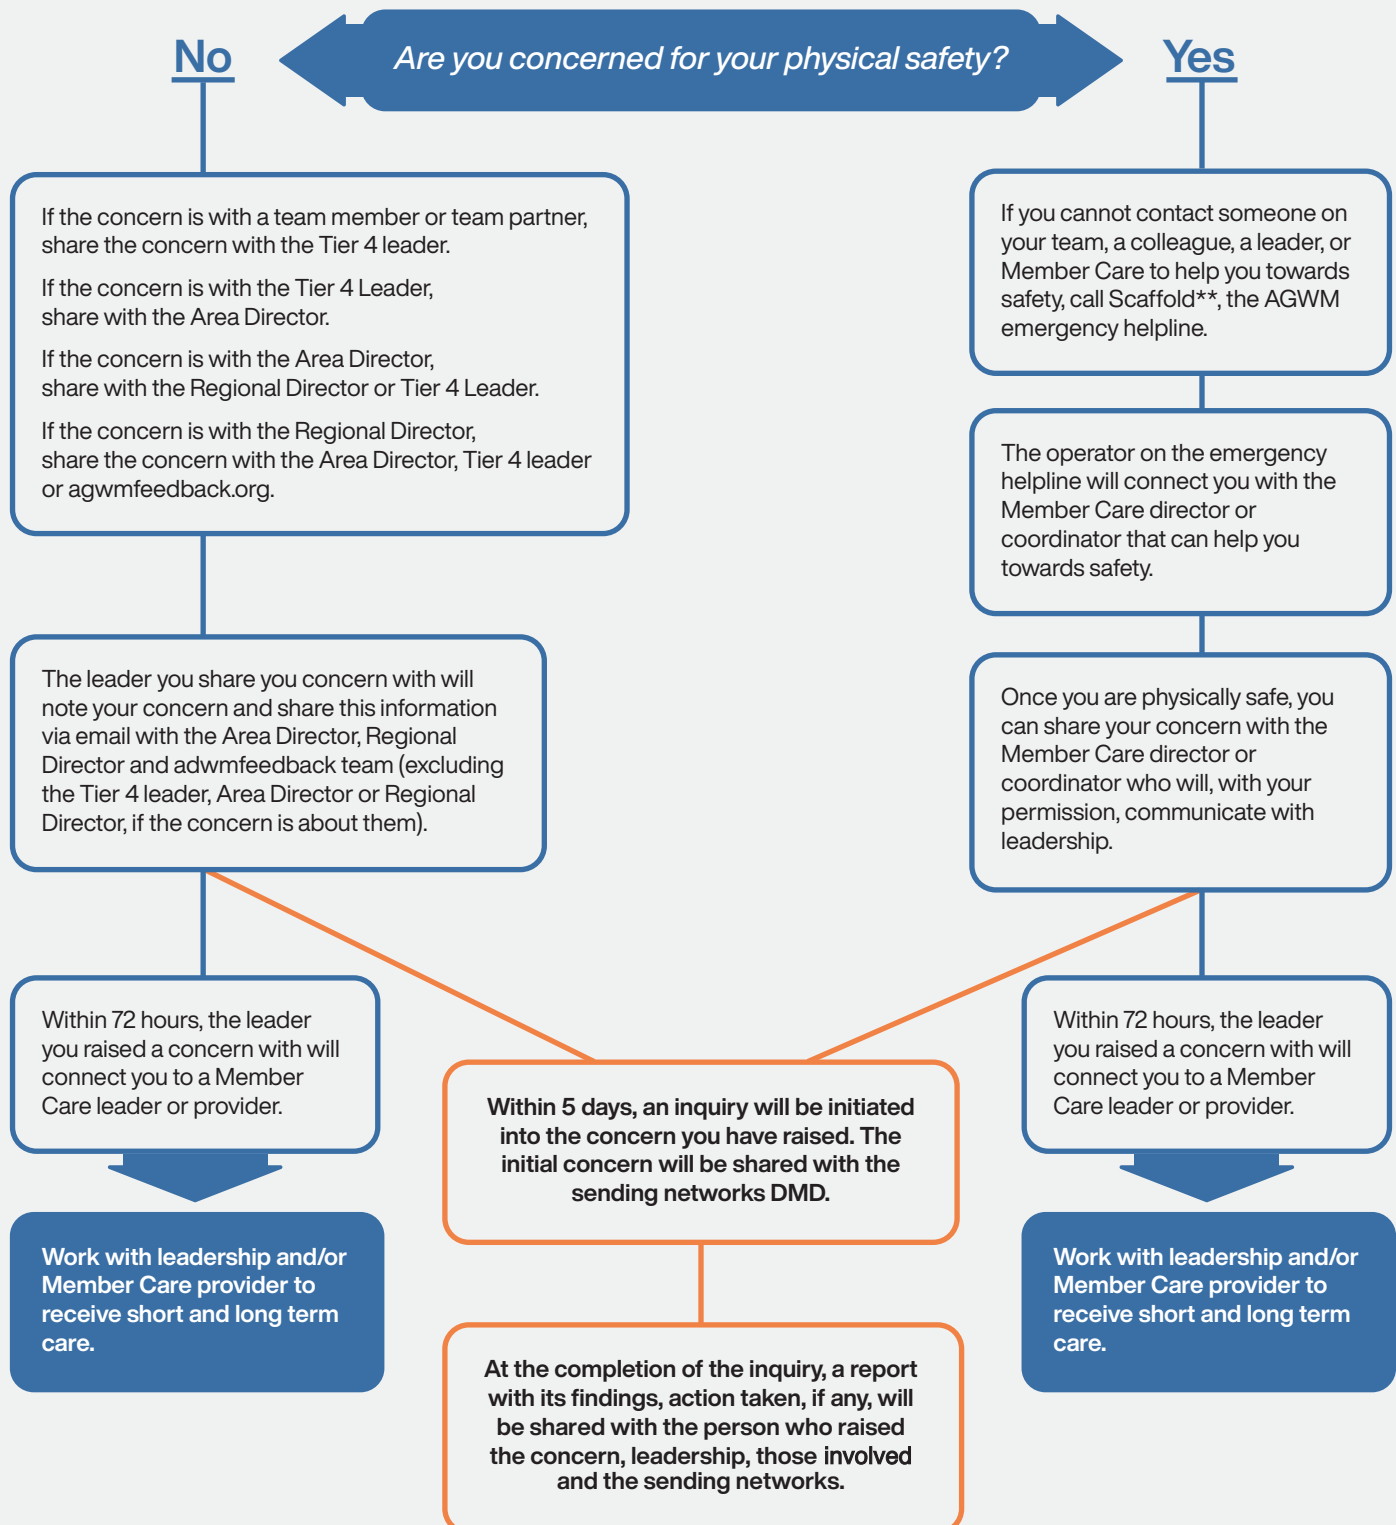 No
Are you concerned for your physical safety?
Yes
If the concern is with a team member or team partner,
share the concern with the Tier 4 leader.
If the concern is with the Tier 4 Leader,
share with the Area Director.
If the concern is with the Area Director,
share with the Regional Director or Tier 4 Leader.
If the concern is with the Regional Director,
share the concern with the Area Director, Tier 4 leader
or agwmfeedback.org.
The leader you share you concern with will
note your concern and share this information
via email with the Area Director, Regional
Director and adwmfeedback team (excluding
the Tier 4 leader, Area Director or Regional
Director, if the concern is about them).
Within 72 hours, the leader
you raised a concern with will
connect you to a Member
Care leader or provider.
Work with leadership and/or
Member Care provider to
receive short and long term
care.
If you cannot contact someone on
your team, a colleague, a leader, or
Member Care to help you towards
safety, call Scaffold**, the AGWM
emergency helpline.
The operator on the emergency
helpline will connect you with the
Member Care director or
coordinator that can help you
towards safety.
Once you are physically safe, you
can share your concern with the
Member Care director or
coordinator who will, with your
permission, communicate with
leadership.
Within 72 hours, the leader
you raised a concern with will
connect you to a Member
Care leader or provider.
Work with leadership and/or
Member Care provider to
receive short and long term
care.
Within 5 days, an inquiry will be initiated
into the concern you have raised. The
initial concern will be shared with the
sending networks DMD.
At the completion of the inquiry, a report
with its findings, action taken, if any, will
be shared with the person who raised
the concern, leadership, those involved
and the sending networks.